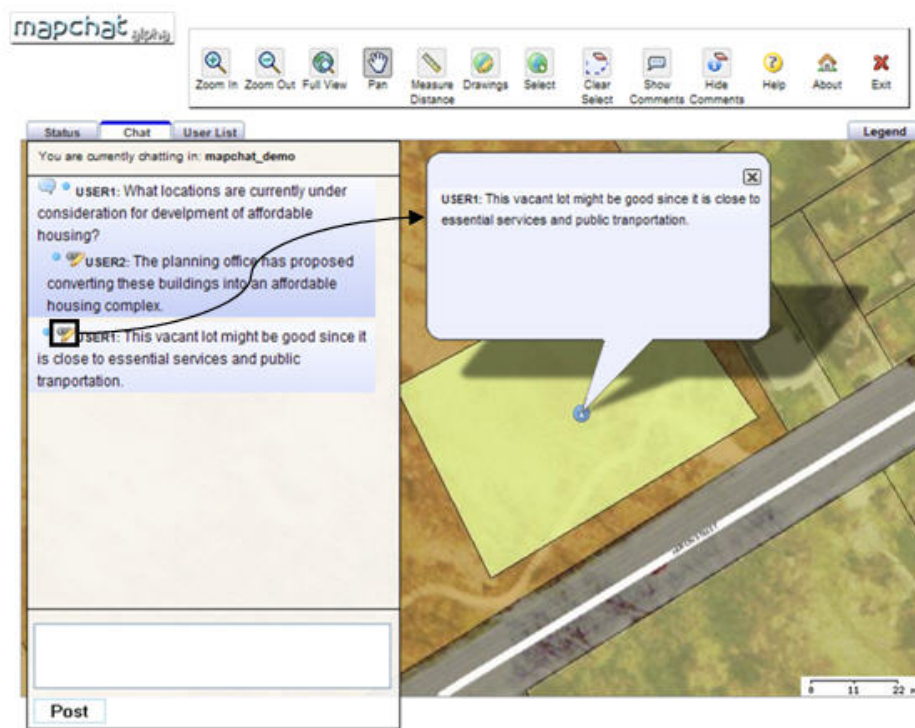 mapchat alpha
Zoom In Zoom Out Full View Pan Measure Distance Drawings Select Clear Select Show Comments Hide Comments Help About Exit
Status Chat User List
Legend
You are currently chatting in: mapchat_demo
USER1: What locations are currently under
consideration for develpment of affordable
housing?
USER2: The planning office has proposed
converting these buildings into an affordable
housing complex.
USER1: This vacant lot might be good since it
is close to essential services and public
tranportation.
USER1: This vacant lot might be good since it is close to
essential services and public tranportation.
0 11 22
Post